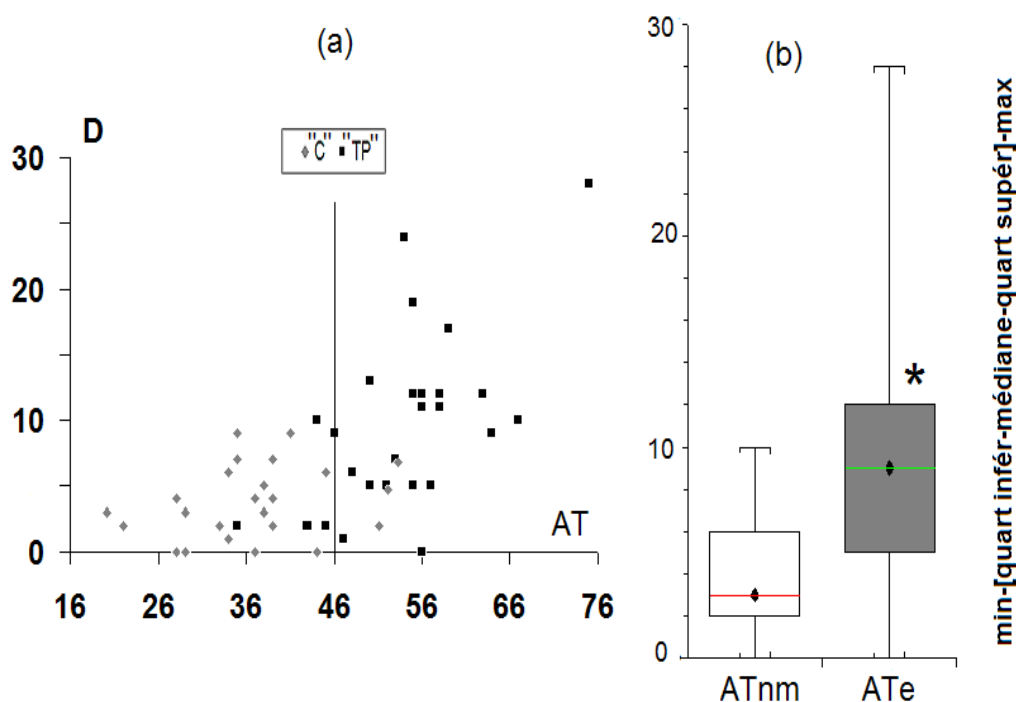 (a)
D
"C" "TP"
30
20
10
0
AT
16 26 36 46 56 66 76
(b)
30
20
10
0
*
ATnm ATe
min-[quart infér-médiane-quart supér]-max